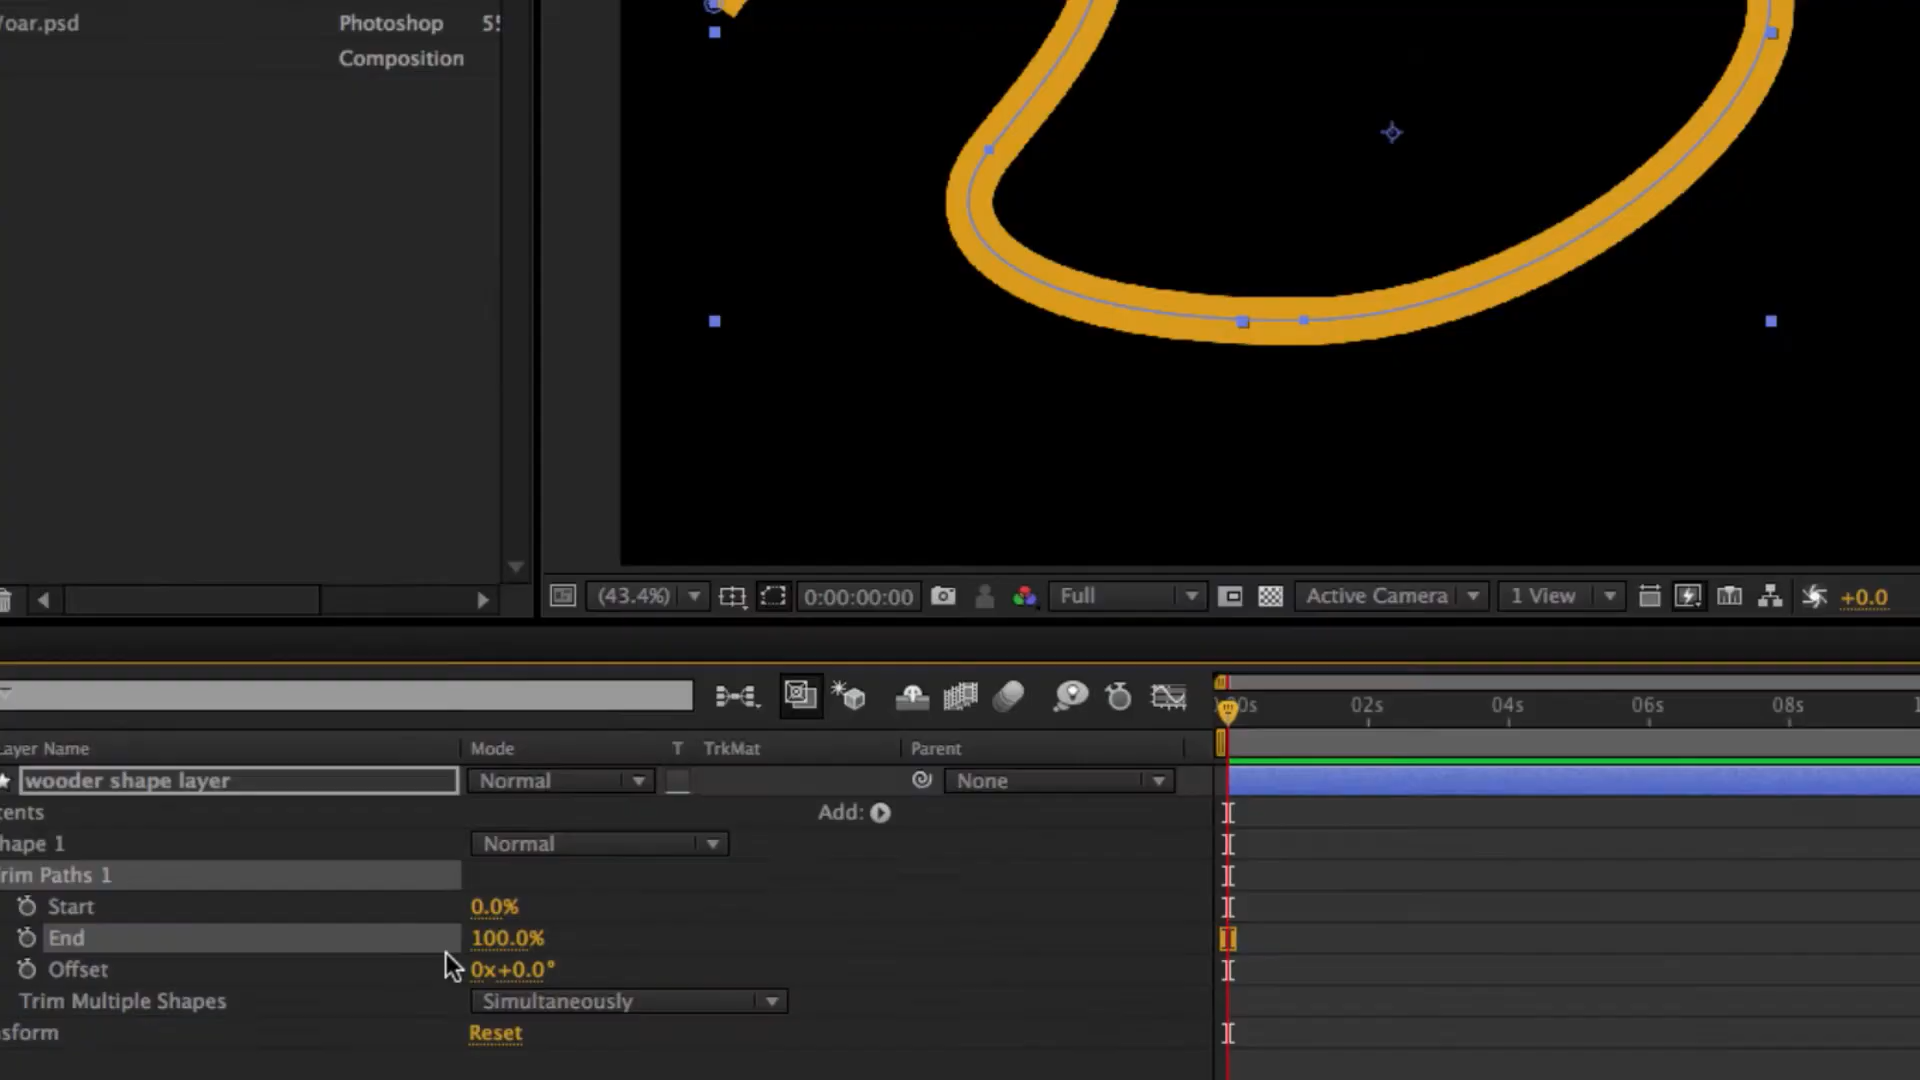 oar.psd Photoshop
Composition
(43.4%) 0:00:00:00 Full Active Camera 1 View +0.0
02s 04s 06s 08s
Layer Name Mode T TrkMat Parent
wooder shape layer Normal None
tents Add:
hape 1 Normal
rim Paths 1
Start 0.0%
End 100.0%
Offset 0x+0.0°
Trim Multiple Shapes Simultaneously
nsform Reset